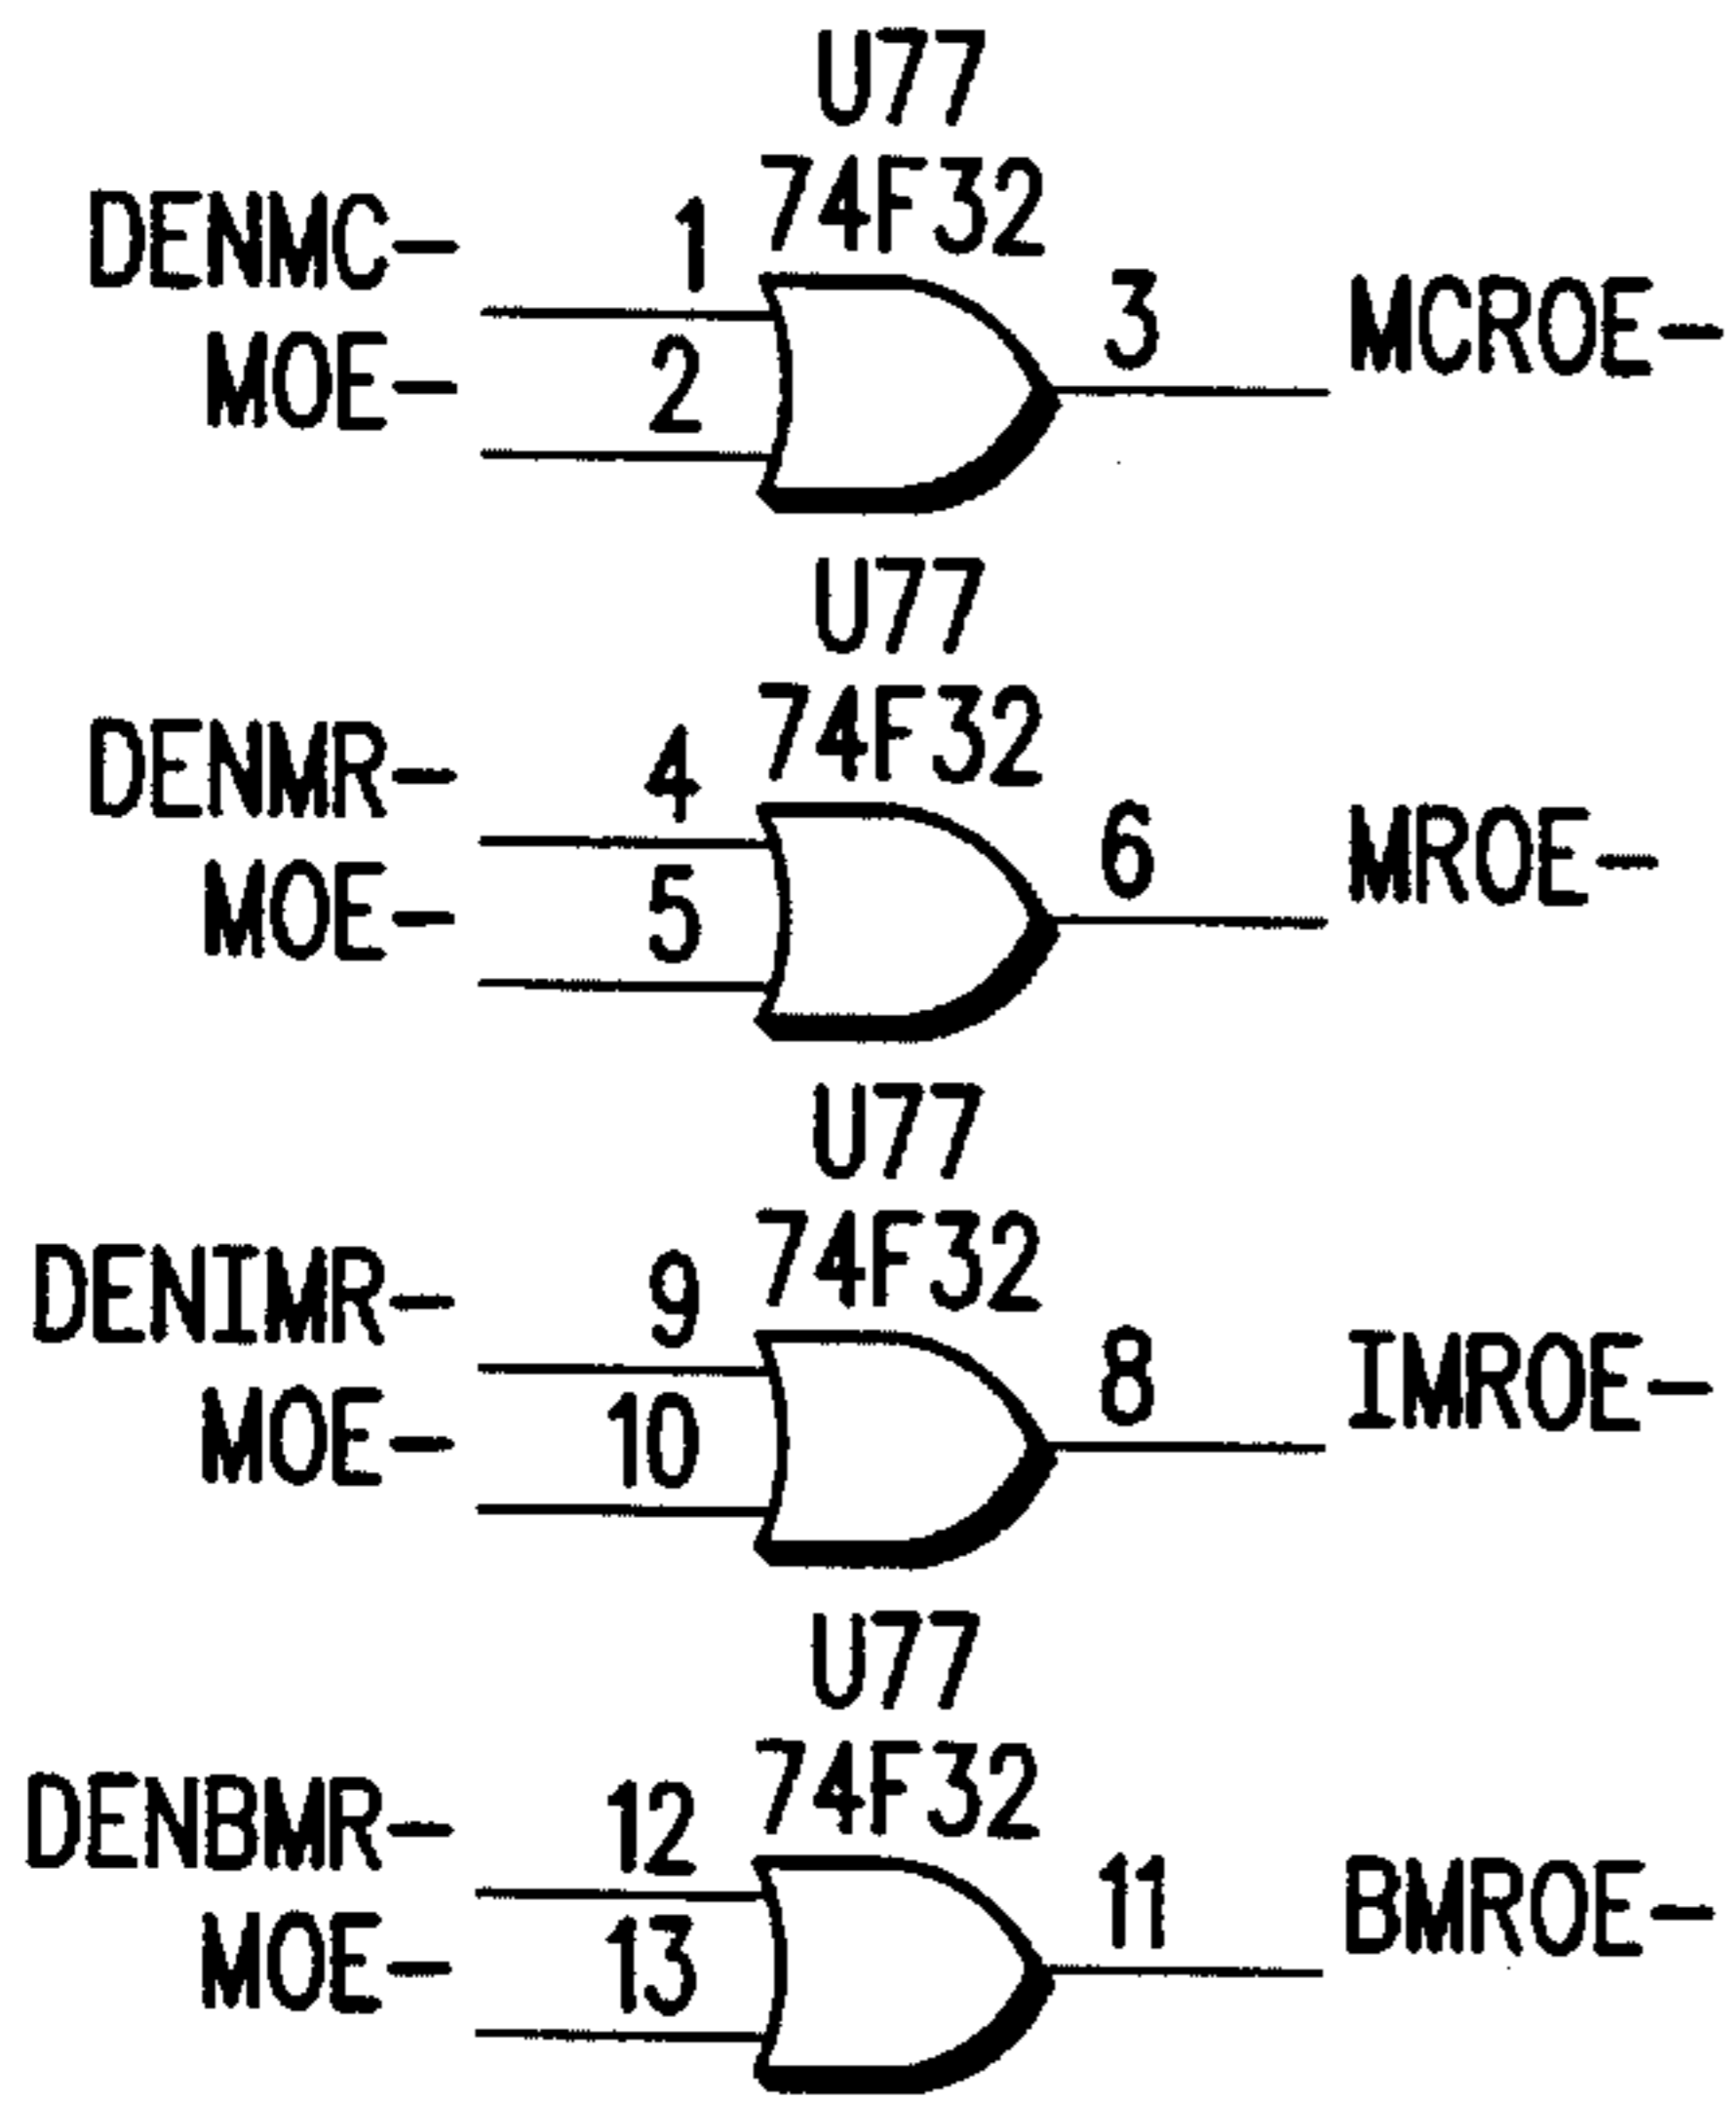 U77
74F32
DENMC- 1
MOE- 2
3 MCROE-
U77
74F32
DENMR- 4
MOE- 5
6 MROE-
U77
74F32
DENIMR- 9
MOE- 10
8 IMROE-
U77
74F32
DENBMR- 12
MOE- 13
11 BMROE-